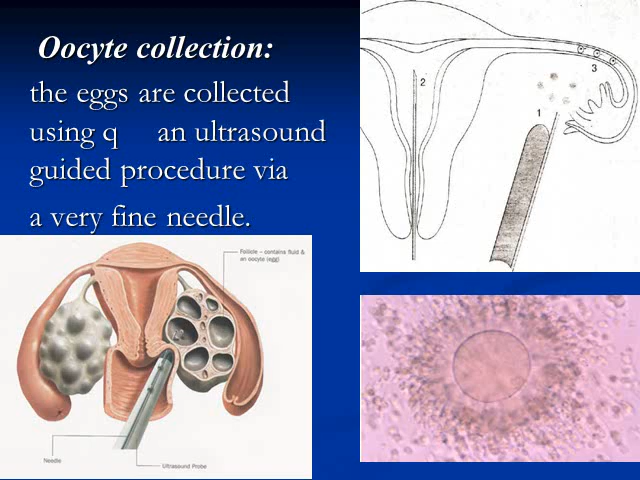 Oocyte collection:
the eggs are collected
using q an ultrasound
guided procedure via
a very fine needle.
2
3
1
Follicle - contains fluid &
an oocyte (egg)
Needle
Ultrasound Probe